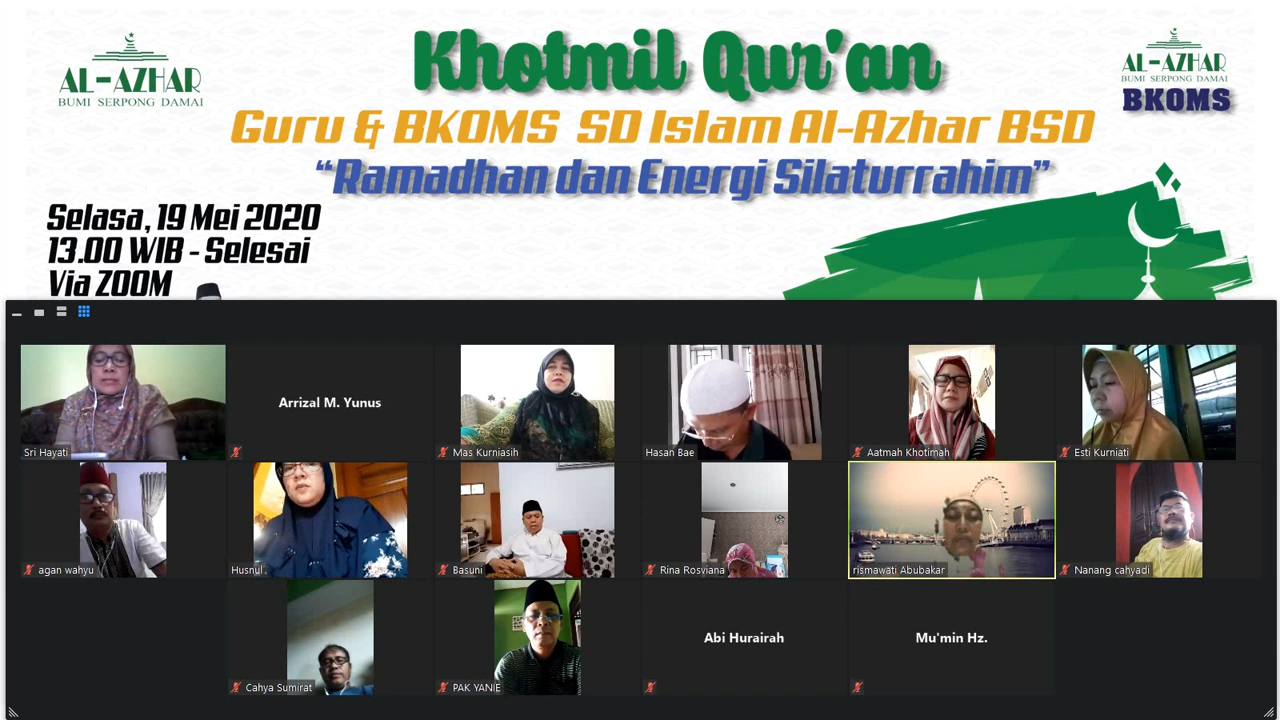 AL-AZHAR
BUMI SERPONG DAMAI
Khotmil Qur'an
AL-AZHAR
BUMI SERPONG DAMAI
BKOMS
Guru & BKOMS SD Islam Al-Azhar BSD
“Ramadhan dan Energi Silaturrahim”
Selasa, 19 Mei 2020
13.00 WIB - Selesai
Via ZOOM
Sri Hayati
Arrizal M. Yunus
Mas Kurniasih
Hasan Bae
Aatmah Khotimah
Esti Kurniati
agan wahyu
Husnul .
Basuni
Rina Rosviana
rismawati Abubakar
Nanang cahyadi
Cahya Sumirat
PAK YANIE
Abi Hurairah
Mu'min Hz.